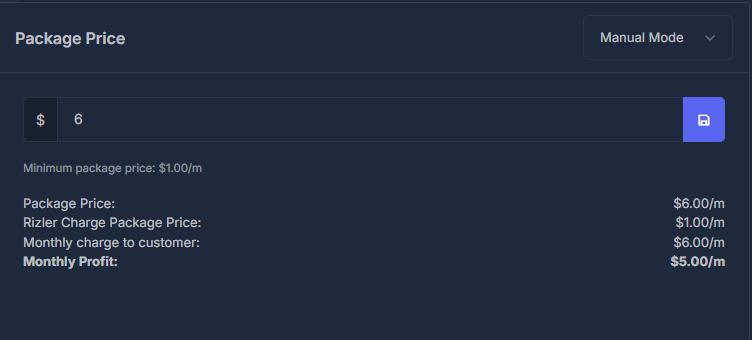 Package Price
Manual Mode
$ 6
Minimum package price: $1.00/m
Package Price: $6.00/m
Rizler Charge Package Price: $1.00/m
Monthly charge to customer: $6.00/m
Monthly Profit: $5.00/m